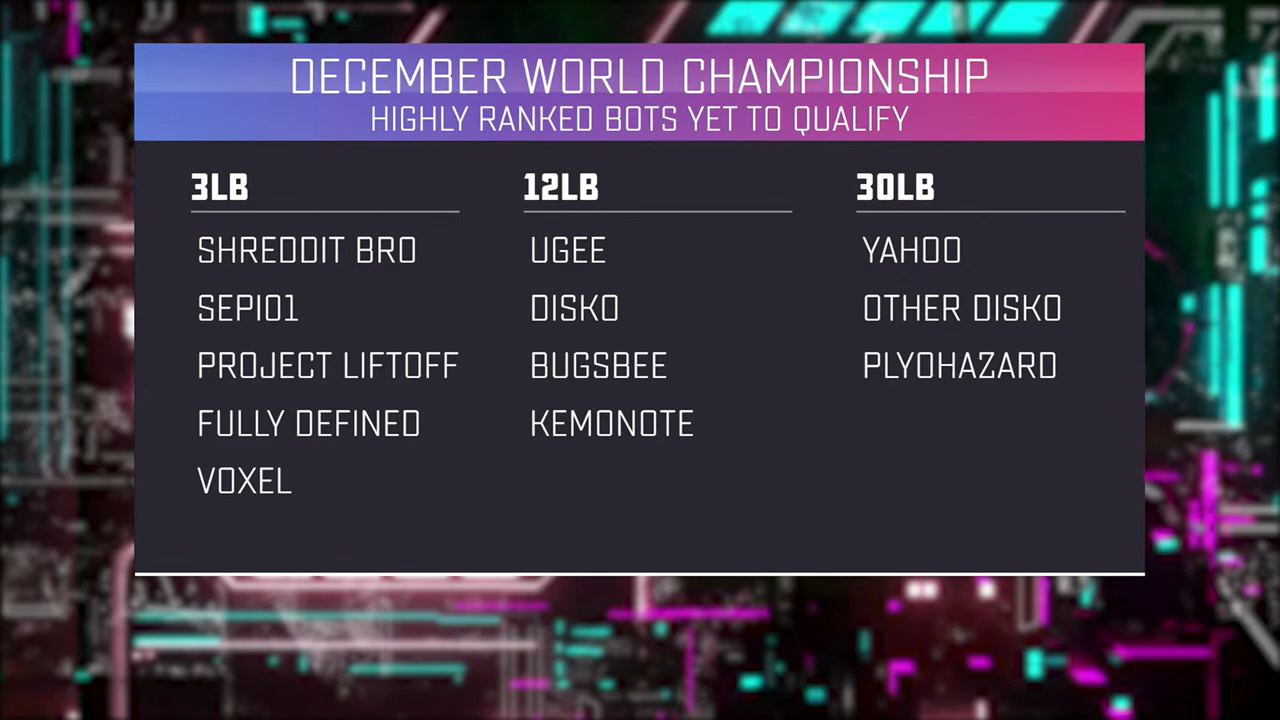 DECEMBER WORLD CHAMPIONSHIP
HIGHLY RANKED BOTS YET TO QUALIFY
3LB
SHREDDIT BRO
SEPI01
PROJECT LIFTOFF
FULLY DEFINED
VOXEL
12LB
UGEE
DISKO
BUGSBEE
KEMONOTE
30LB
YAHOO
OTHER DISKO
PLYOHAZARD